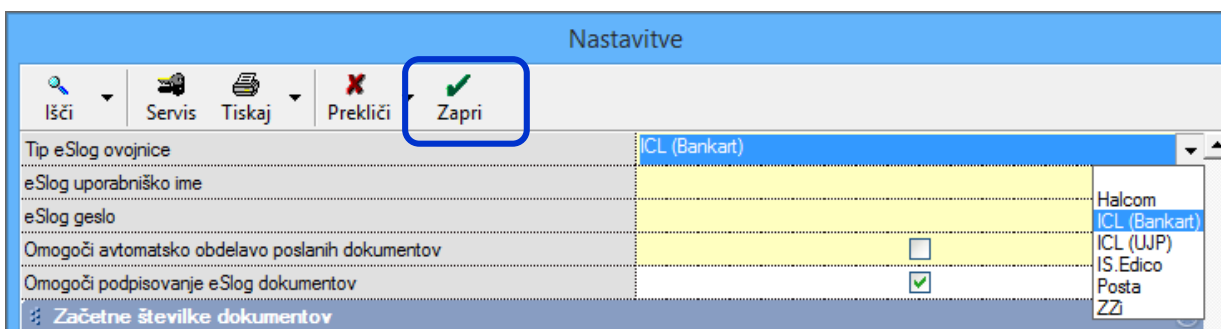 Nastavitve
Išči Servis Tiskaj Prekliči Zapri
Tip eSlog ovojnice ICL (Bankart)
eSlog uporabniško ime
eSlog geslo
Omogoči avtomatsko obdelavo poslanih dokumentov
Omogoči podpisovanje eSlog dokumentov
Začetne številke dokumentov
Halcom
ICL (Bankart)
ICL (UJP)
IS.Edico
Posta
ZZi